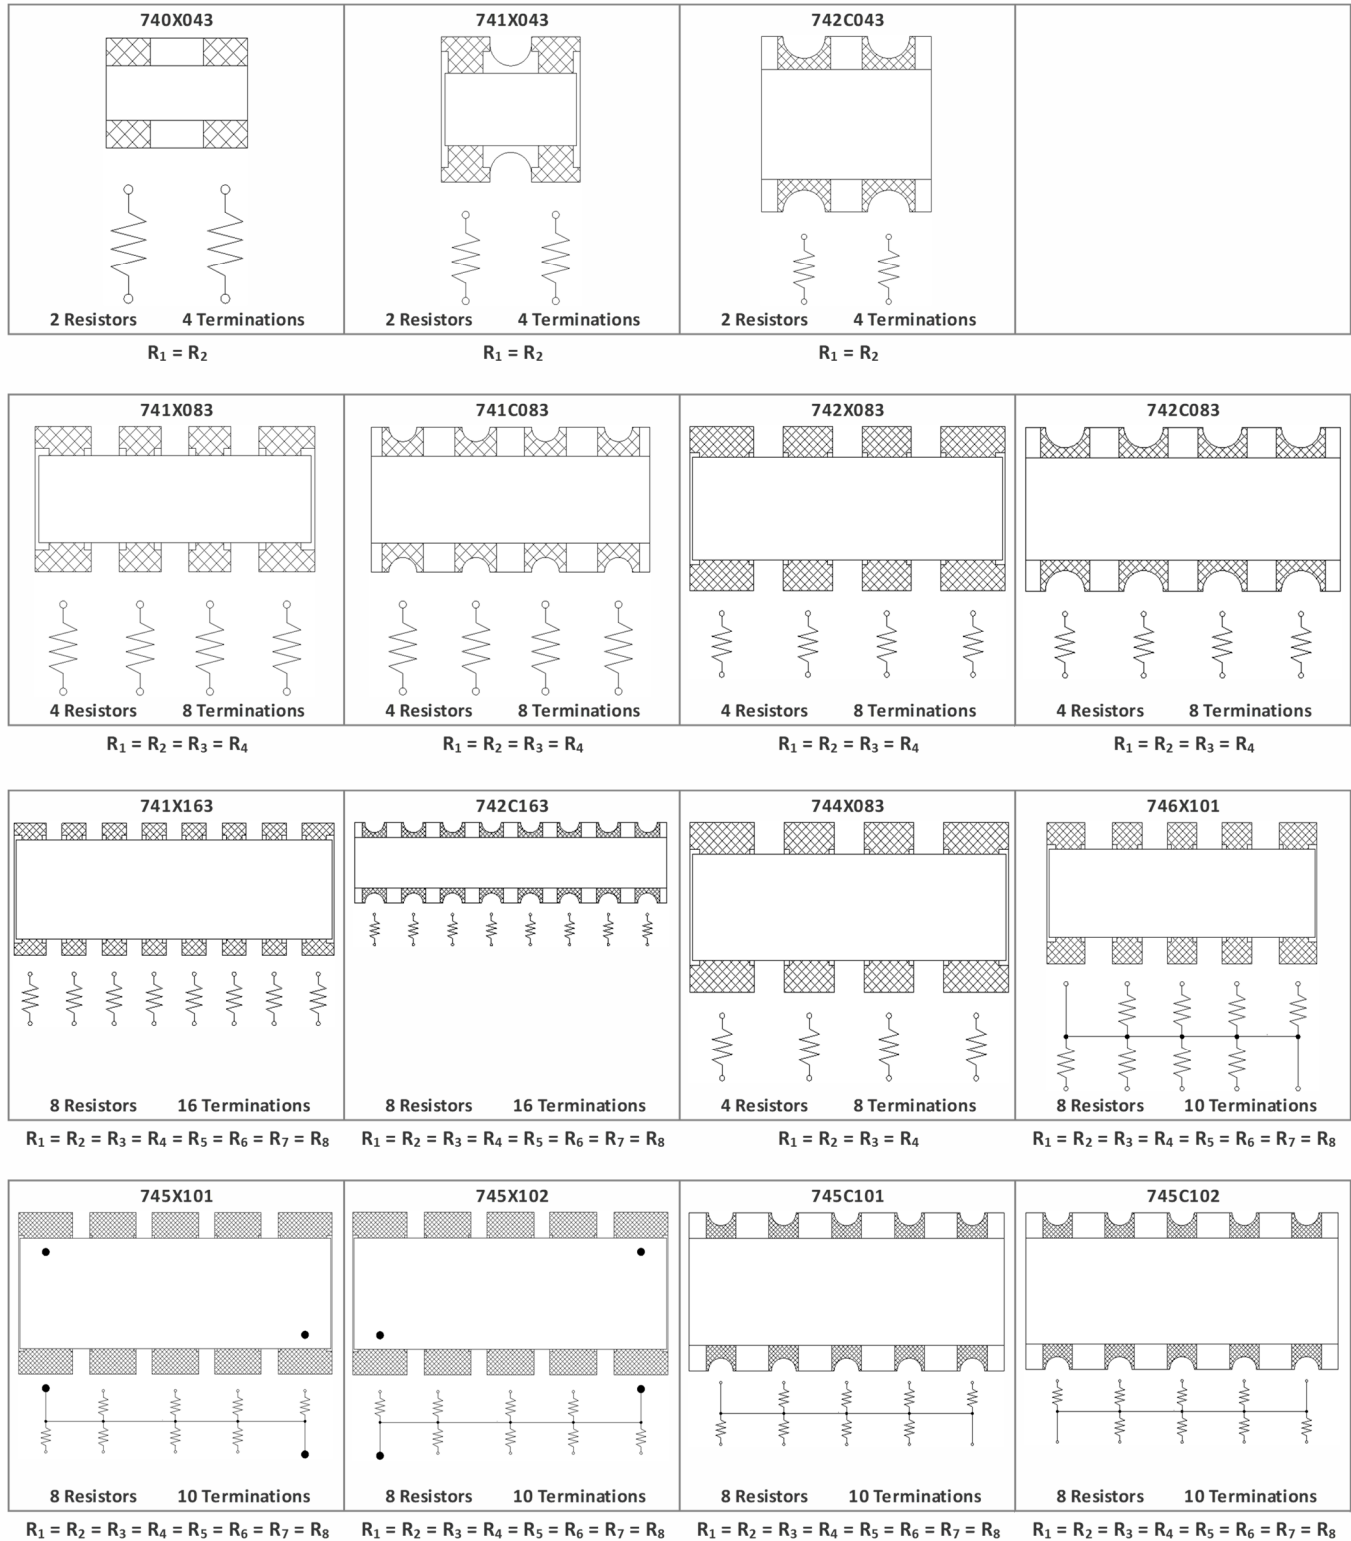 740X043 741X043 742C043
2 Resistors 4 Terminations 2 Resistors 4 Terminations 2 Resistors 4 Terminations
R₁ = R₂ R₁ = R₂ R₁ = R₂
741X083 741C083 742X083 742C083
4 Resistors 8 Terminations 4 Resistors 8 Terminations 4 Resistors 8 Terminations 4 Resistors 8 Terminations
R₁ = R₂ = R₃ = R₄ R₁ = R₂ = R₃ = R₄ R₁ = R₂ = R₃ = R₄ R₁ = R₂ = R₃ = R₄
741X163 742C163 744X083 746X101
8 Resistors 16 Terminations 8 Resistors 16 Terminations 4 Resistors 8 Terminations 8 Resistors 10 Terminations
R₁ = R₂ = R₃ = R₄ = R₅ = R₆ = R₇ = R₈ R₁ = R₂ = R₃ = R₄ = R₅ = R₆ = R₇ = R₈ R₁ = R₂ = R₃ = R₄ R₁ = R₂ = R₃ = R₄ = R₅ = R₆ = R₇ = R₈
745X101 745X102 745C101 745C102
8 Resistors 10 Terminations 8 Resistors 10 Terminations 8 Resistors 10 Terminations 8 Resistors 10 Terminations
R₁ = R₂ = R₃ = R₄ = R₅ = R₆ = R₇ = R₈ R₁ = R₂ = R₃ = R₄ = R₅ = R₆ = R₇ = R₈ R₁ = R₂ = R₃ = R₄ = R₅ = R₆ = R₇ = R₈ R₁ = R₂ = R₃ = R₄ = R₅ = R₆ = R₇ = R₈